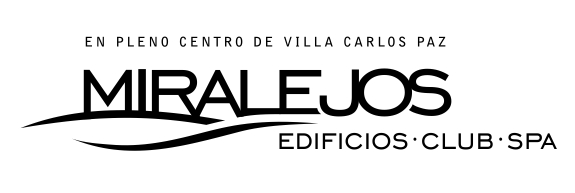 EN PLENO CENTRO DE VILLA CARLOS PAZ
MIRALEJOS
EDIFICIOS·CLUB·SPA